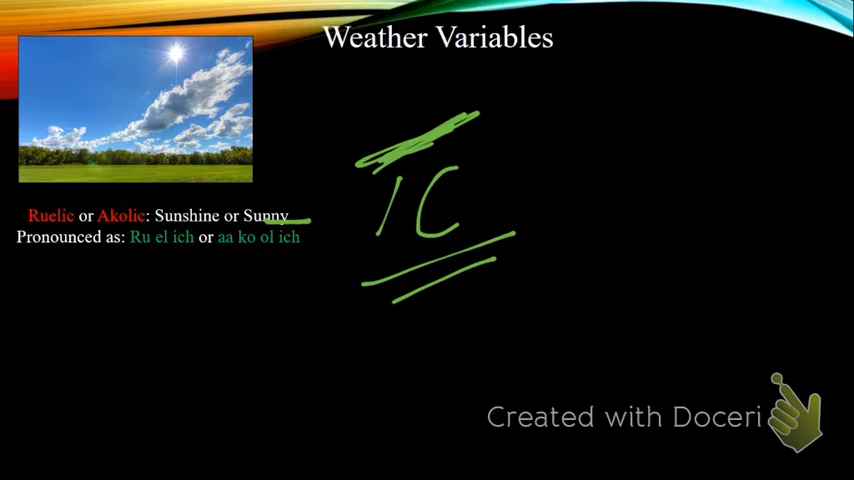 Weather Variables
IC
Ruelic or Akolic: Sunshine or Sunny
Pronounced as: Ru el ich or aa ko ol ich
Created with Doceri